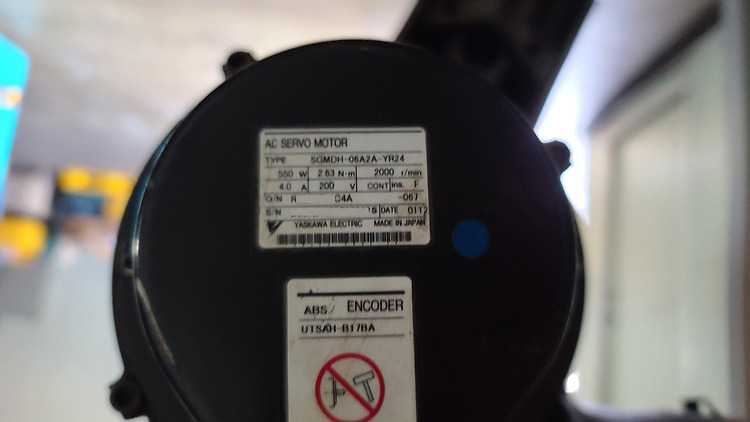 AC SERVO MOTOR
TYPE SGMDH-06A2A-YR24
550 W 2.63 N·m 2000 r/min
4.0 A 200 V CONT ins. F
O/N R C4A -067
S/N S DATE 0112
YASKAWA ELECTRIC MADE IN JAPAN
ABS/ ENCODER
UTSAH-B17BA